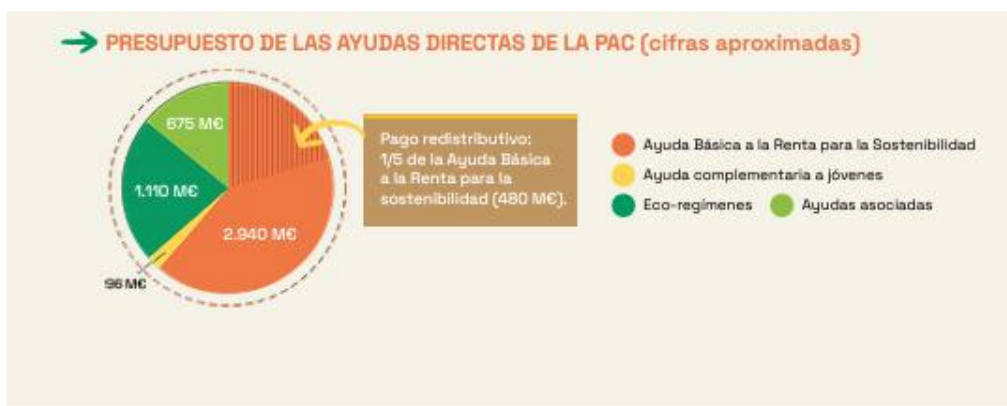 PRESUPUESTO DE LAS AYUDAS DIRECTAS DE LA PAC (cifras aproximadas)
675 M€
1.110 M€
2.940 M€
96 M€
Pago redistributivo:
1/5 de la Ayuda Básica
a la Renta para la
sostenibilidad (480 M€).
Ayuda Básica a la Renta para la Sostenibilidad
Ayuda complementaria a jóvenes
Eco-regímenes
Ayudas asociadas